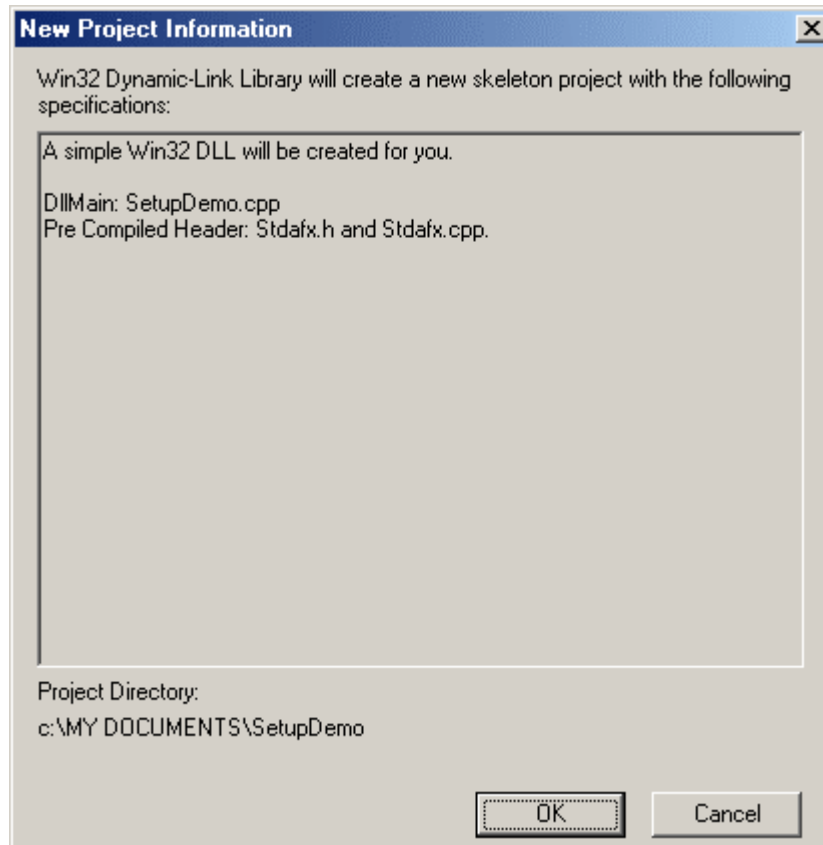 New Project Information
Win32 Dynamic-Link Library will create a new skeleton project with the following
specifications:
A simple Win32 DLL will be created for you.
DllMain: SetupDemo.cpp
Pre Compiled Header: Stdafx.h and Stdafx.cpp.
Project Directory:
c:\MY DOCUMENTS\SetupDemo
OK
Cancel